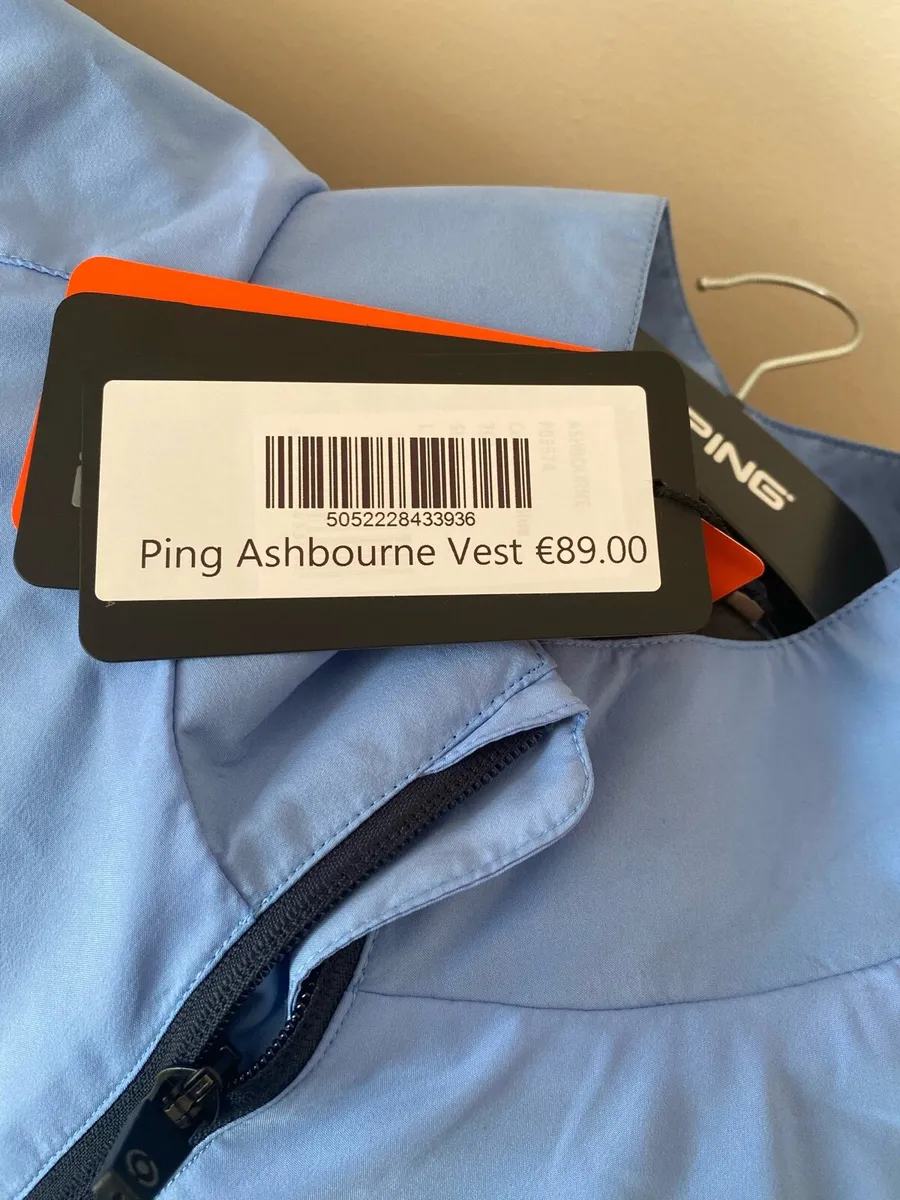 PING
5052228433936
Ping Ashbourne Vest €89.00